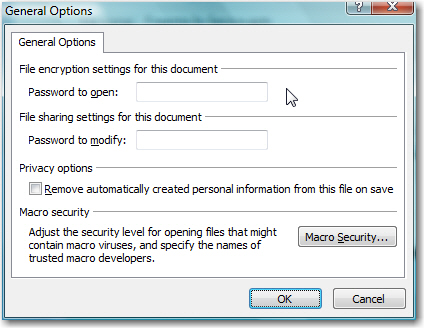 General Options
General Options
File encryption settings for this document
Password to open:
File sharing settings for this document
Password to modify:
Privacy options
Remove automatically created personal information from this file on save
Macro security
Adjust the security level for opening files that might
contain macro viruses, and specify the names of
trusted macro developers.
Macro Security...
OK
Cancel